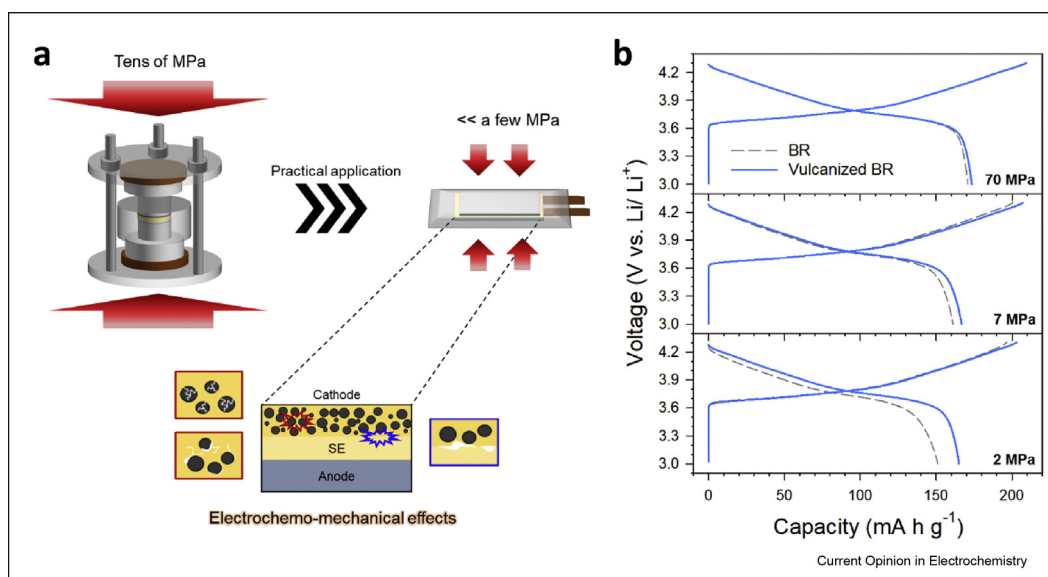 a
Tens of MPa
Practical application
<< a few MPa
Cathode
SE
Anode
Electrochemo-mechanical effects
b
Voltage (V vs. Li/ Li⁺)
4.2
3.9
3.6
3.3
3.0
BR
Vulcanized BR
70 MPa
4.2
3.9
3.6
3.3
3.0
7 MPa
4.2
3.9
3.6
3.3
3.0
2 MPa
0 50 100 150 200
Capacity (mA h g⁻¹)
Current Opinion in Electrochemistry